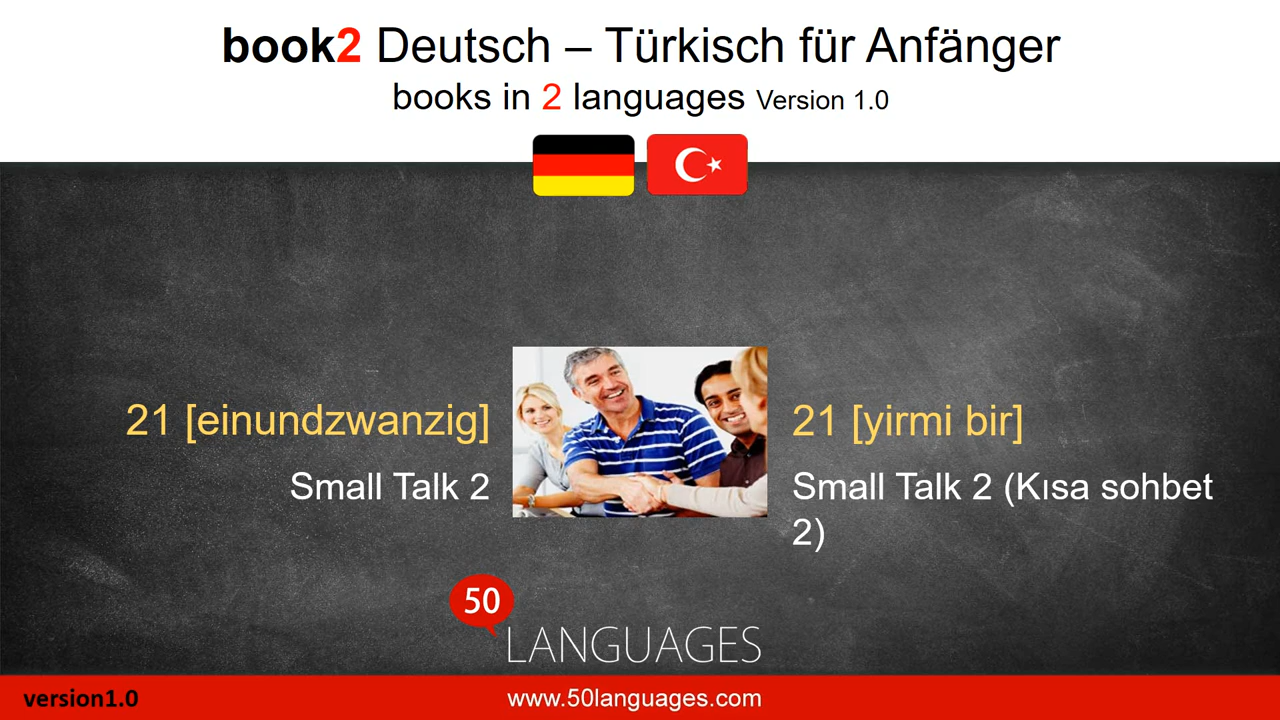 book2 Deutsch – Türkisch für Anfänger
books in 2 languages Version 1.0
21 [einundzwanzig]
Small Talk 2
21 [yirmi bir]
Small Talk 2 (Kısa sohbet
2)
50
LANGUAGES
version1.0
www.50languages.com